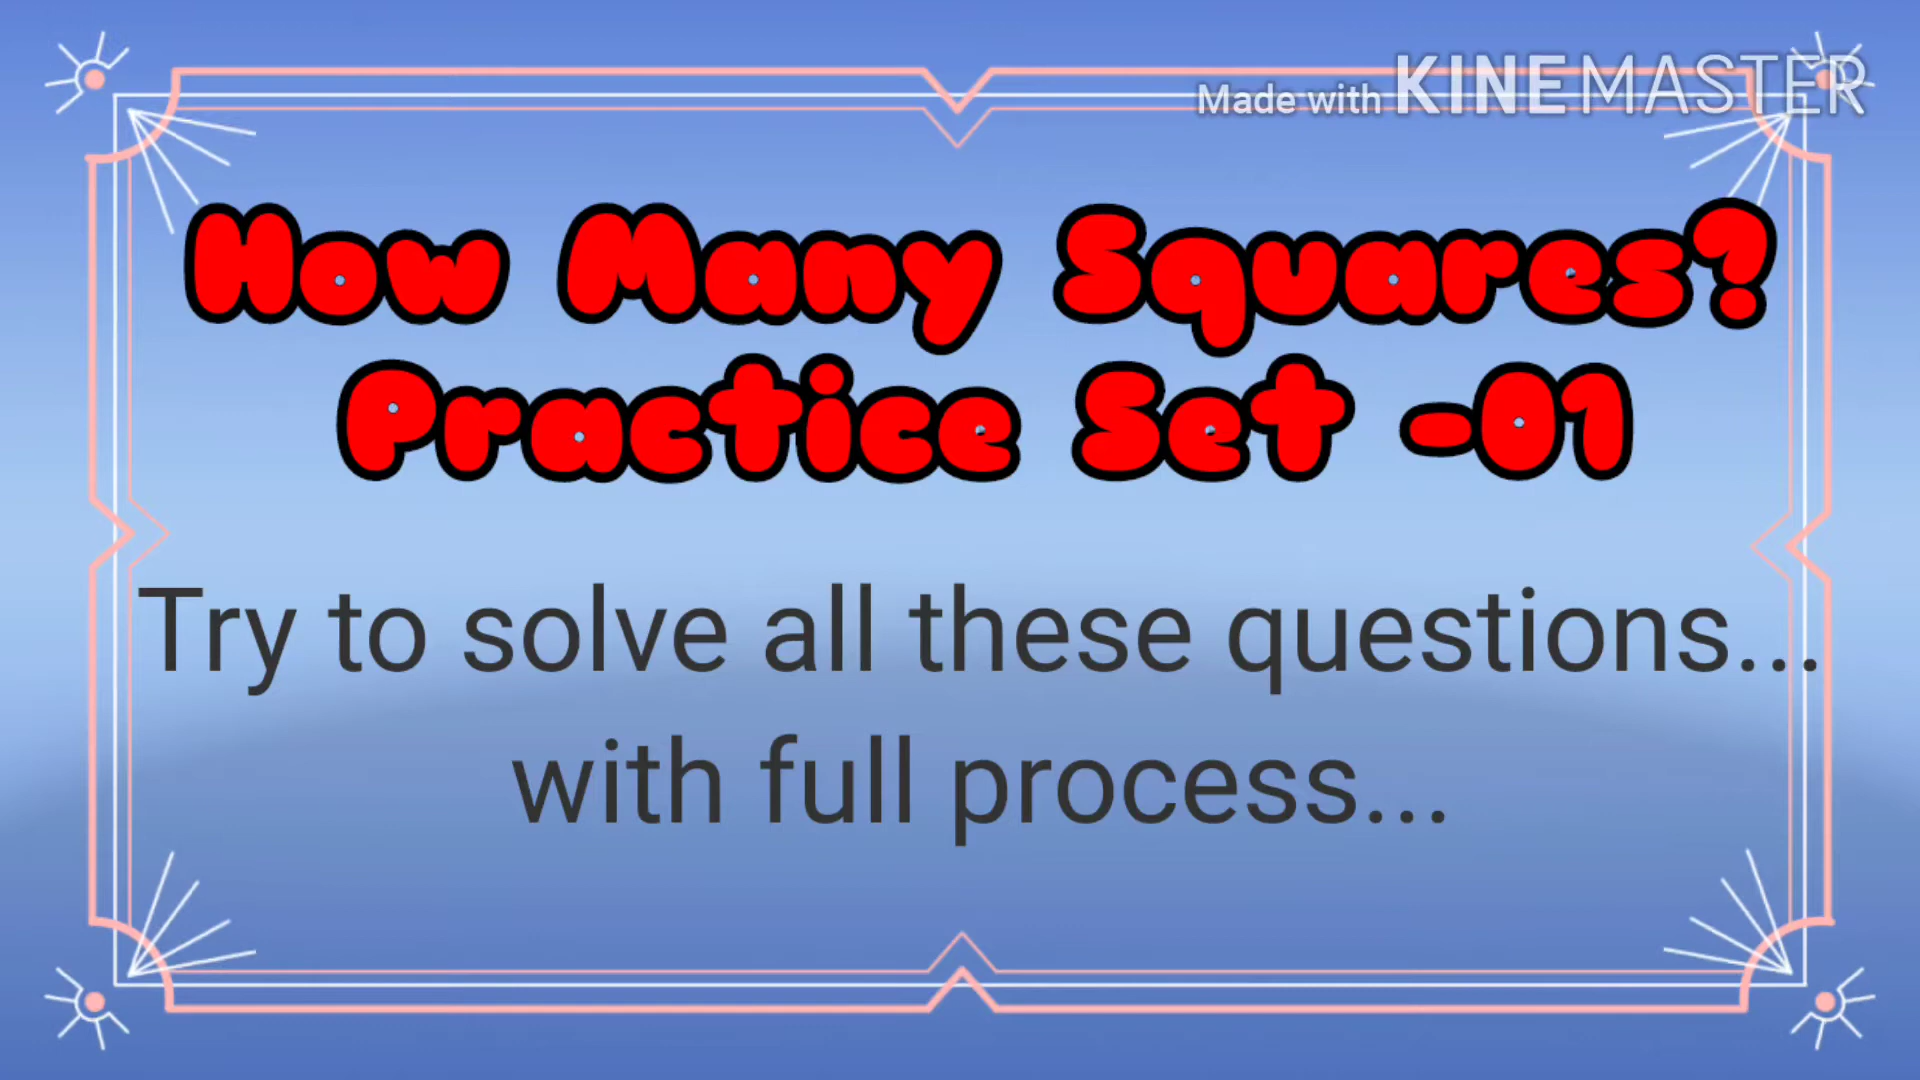 Made with KINEMASTER
How Many Squares?
Practice Set -01
Try to solve all these questions...
with full process...